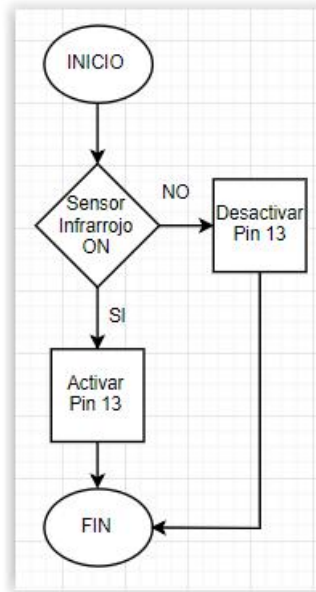 INICIO
Sensor
Infrarrojo
ON
NO
Desactivar
Pin 13
SI
Activar
Pin 13
FIN